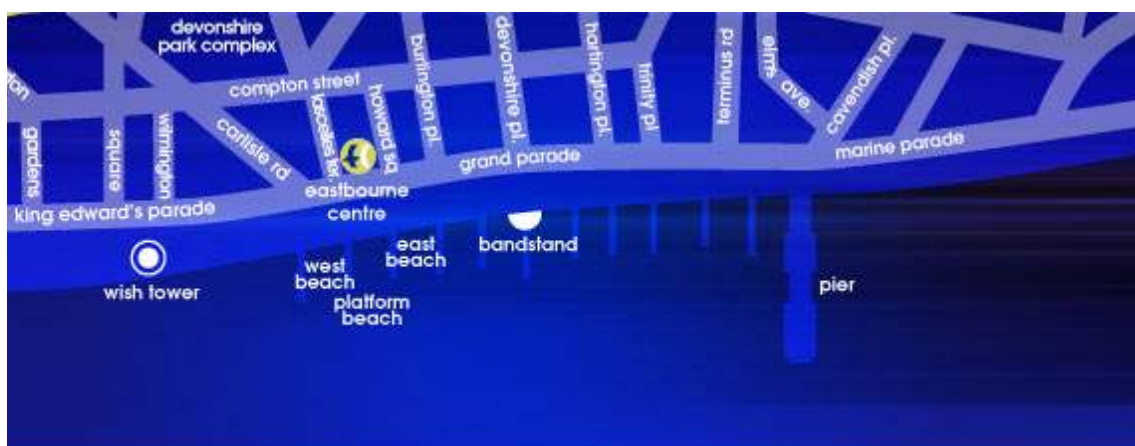 devonshire
park complex
compton street
gardens
square
wilmington
carlisle rd
lascelles ter.
howard sq
burlington pl.
devonshire pl.
hartington pl.
trinity pl
terminus rd
elms ave.
cavendish pl.
grand parade
marine parade
king edward's parade
eastbourne
centre
wish tower
west
beach
platform
beach
east
beach
bandstand
pier